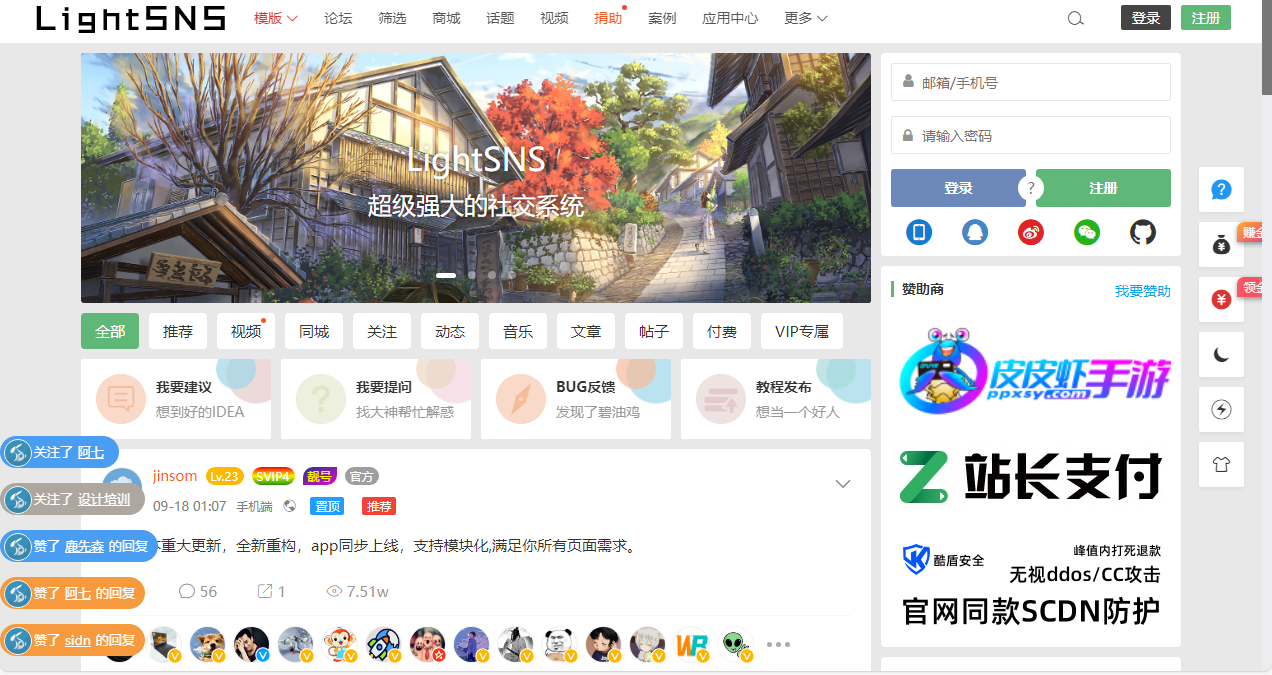 LightSNS
模版 论坛 筛选 商城 话题 视频 捐助 案例 应用中心 更多
登录 注册
LightSNS
超级强大的社交系统
邮箱/手机号
请输入密码
登录 ? 注册
赚金
领金
赞助商 我要赞助
皮皮虾手游
ppxsy.com
站长支付
酷盾安全
峰值内打死退款
无视ddos/CC攻击
官网同款SCDN防护
全部 推荐 视频 同城 关注 动态 音乐 文章 帖子 付费 VIP专属
我要建议
想到好的IDEA
我要提问
找大神帮忙解惑
BUG反馈
发现了碧油鸡
教程发布
想当一个好人
关注了 阿七
关注了 设计培训
赞了 鹿先森 的回复
赞了 阿七 的回复
赞了 sidn 的回复
jinsom Lv.23 SVIP4 靓号 官方
09-18 01:07 手机端 置顶 推荐
本重大更新，全新重构，app同步上线，支持模块化,满足你所有页面需求。
56 1 7.51w